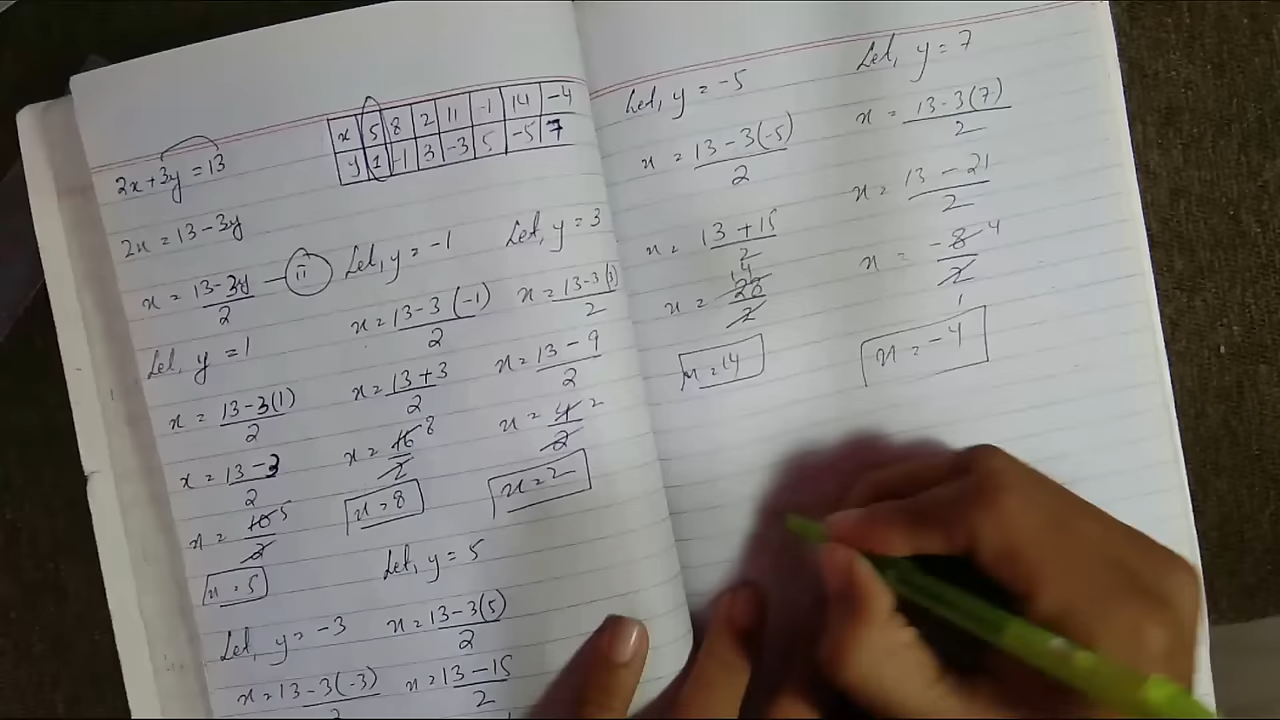 x 5 8 2 11 -1 14 -4
y 1 -1 3 -3 5 -5 7
2x+3y=13
2x=13-3y
x = 13-3y/2 — (ii)
Let, y = 1
x = 13-3(1)/2
x = 13-3/2
x = 10/2 5
x = 5
Let, y = -3
x = 13-3(-3)
Let, y = -1
x = 13-3(-1)/2
x = 13+3/2
x = 16/2 8
x = 8
Let, y = 3
x = 13-3(3)/2
x = 13-9/2
x = 4/2 2
x = 2
Let, y = 5
x = 13-3(5)/2
x = 13-15/2
Let, y = -5
x = 13-3(-5)/2
x = 13+15/2
x = 28/2 14
x = 14
Let, y = 7
x = 13-3(7)/2
x = 13-21/2
x = -8/2 4
1
x = -4